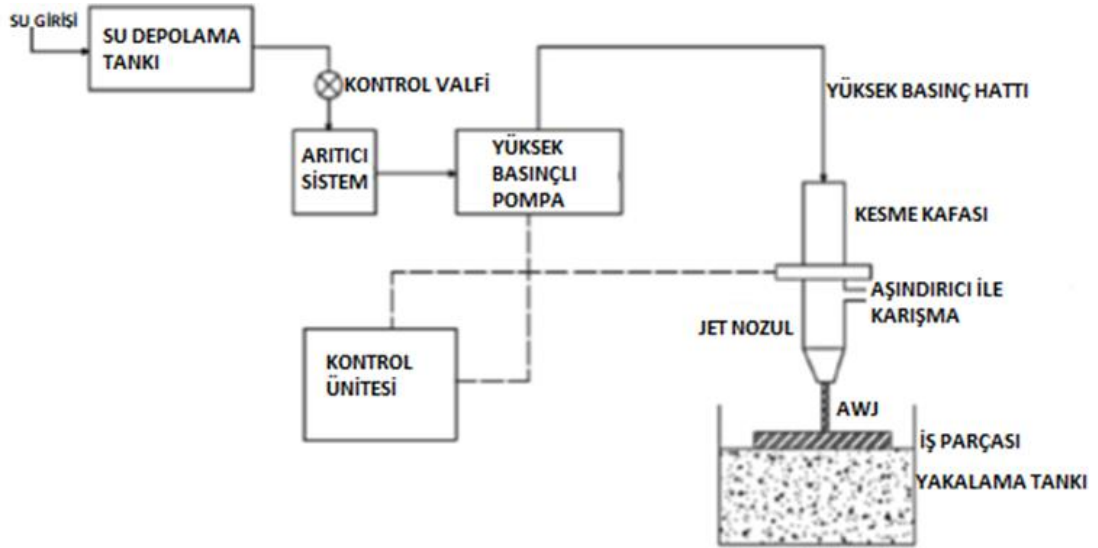 SU GİRİŞİ
SU DEPOLAMA
TANKI
KONTROL VALFİ
ARITICI
SİSTEM
YÜKSEK
BASINÇLI
POMPA
YÜKSEK BASINÇ HATTI
KESME KAFASI
AŞINDIRICI İLE
KARIŞMA
JET NOZUL
KONTROL
ÜNİTESİ
AWJ
İŞ PARÇASI
YAKALAMA TANKI